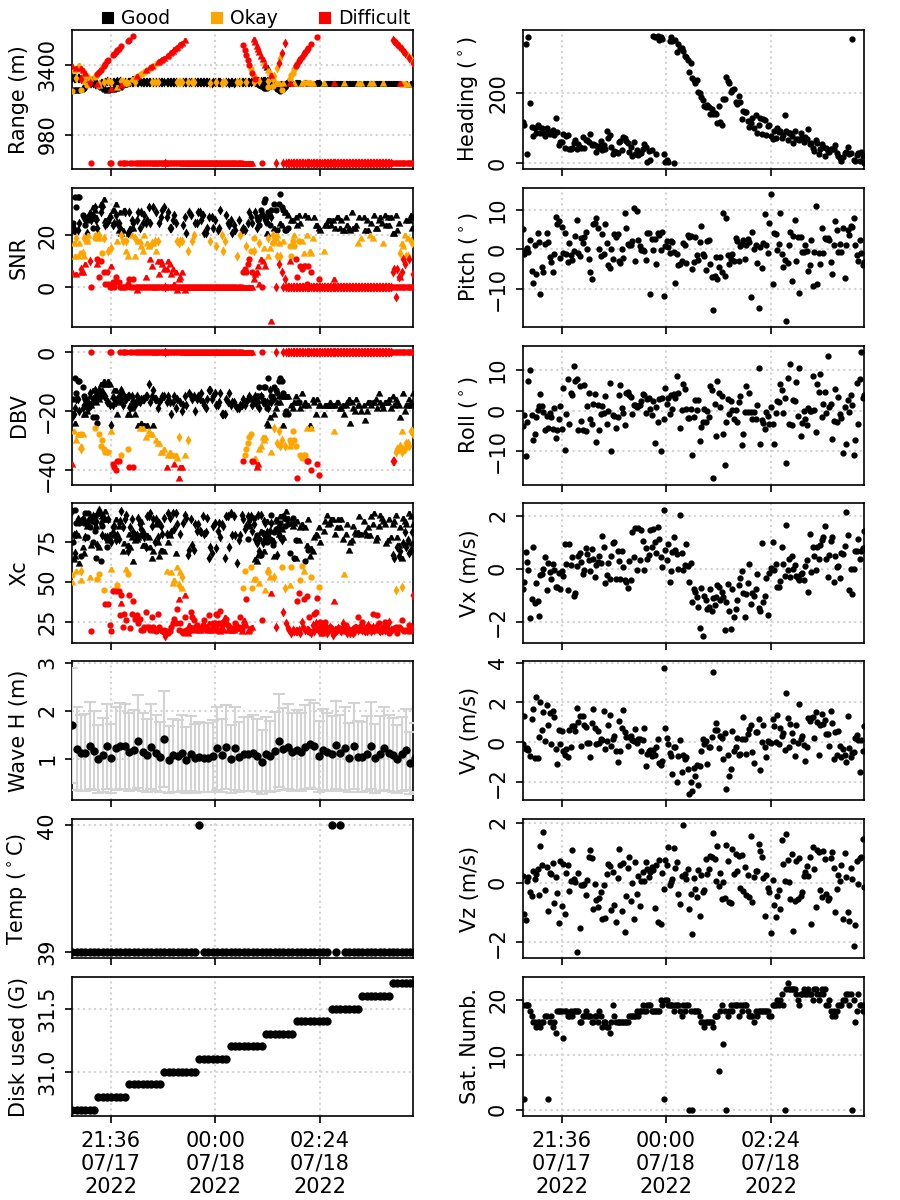 Good Okay Difficult
Range (m)
3400
980
Heading (°)
200
0
SNR
20
0
Pitch (°)
10
0
−10
DBV
0
−20
−40
Roll (°)
10
0
−10
Xc
75
50
25
Vx (m/s)
2
0
−2
Wave H (m)
3
2
1
Vy (m/s)
4
2
0
−2
Temp (°C)
40
39
Vz (m/s)
2
0
−2
Disk used (G)
31.5
31.0
Sat. Numb.
20
10
0
21:36 00:00 02:24
07/17 07/18 07/18
2022 2022 2022
21:36 00:00 02:24
07/17 07/18 07/18
2022 2022 2022